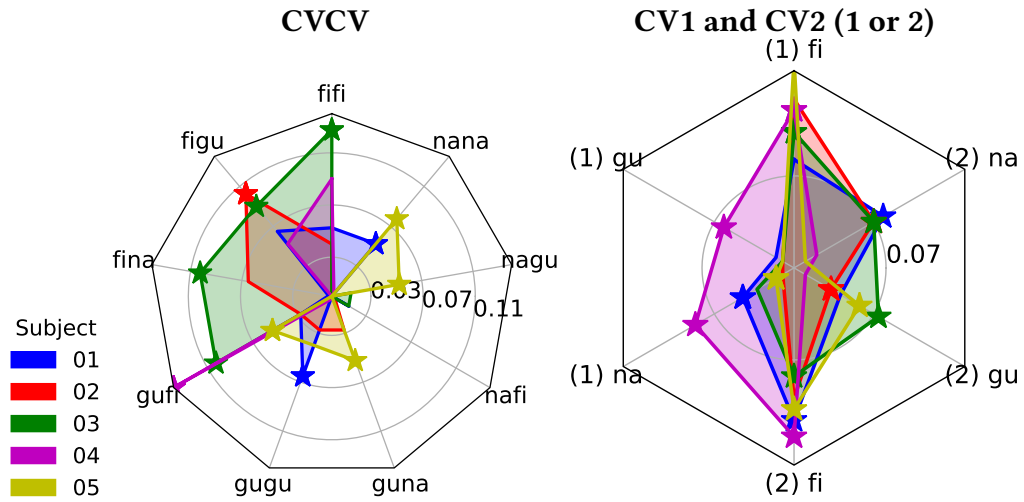 CVCV
CV1 and CV2 (1 or 2)
(1) fi
fifi
figu
nana
(1) gu
(2) na
fina
nagu
0.03
0.07
0.11
0.07
Subject
01
02
03
04
05
gufi
nafi
(1) na
(2) gu
gugu
guna
(2) fi